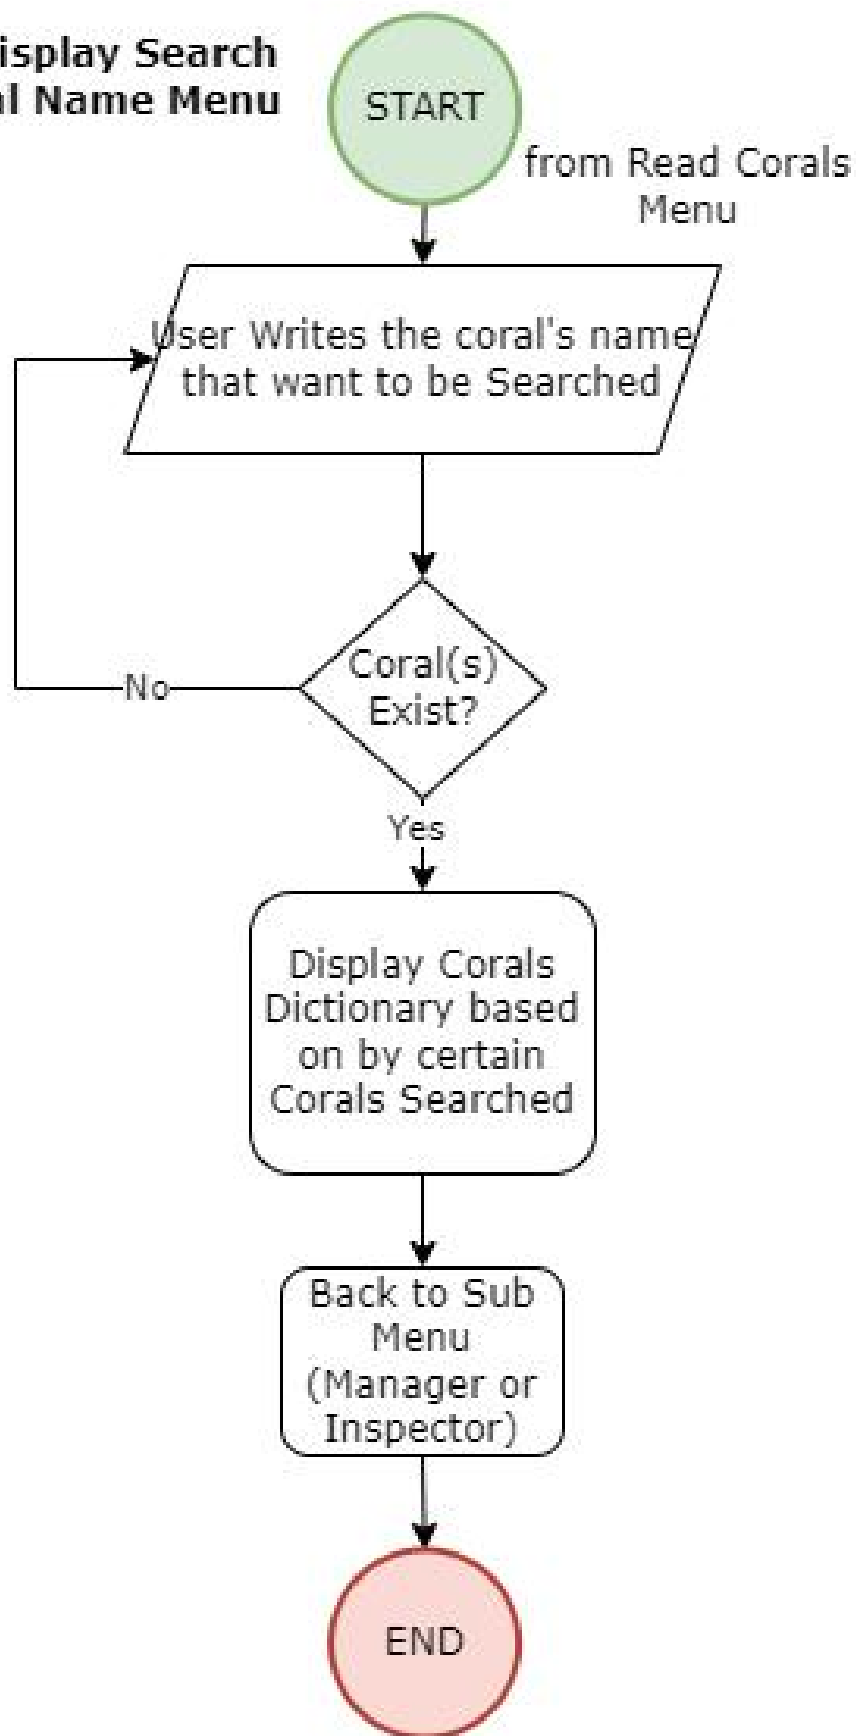 isplay Search
al Name Menu
START
from Read Corals
Menu
User Writes the coral's name
that want to be Searched
Coral(s)
Exist?
No
Yes
Display Corals
Dictionary based
on by certain
Corals Searched
Back to Sub
Menu
(Manager or
Inspector)
END